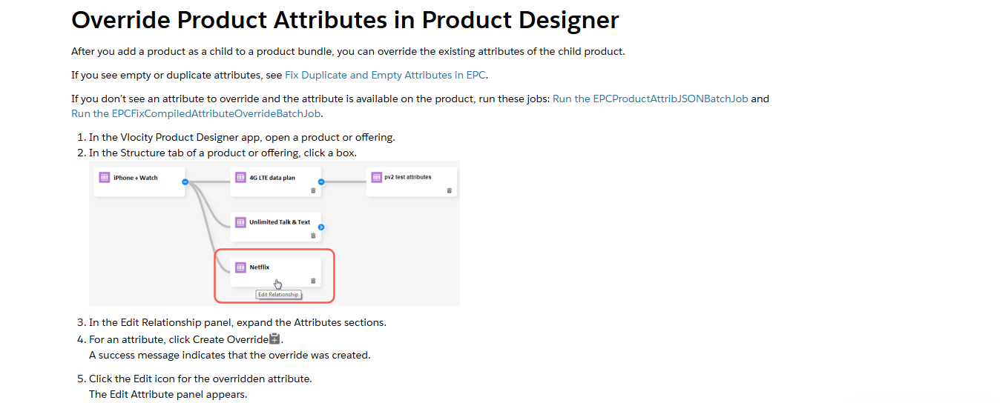 Override Product Attributes in Product Designer
After you add a product as a child to a product bundle, you can override the existing attributes of the child product.
If you see empty or duplicate attributes, see Fix Duplicate and Empty Attributes in EPC.
If you don't see an attribute to override and the attribute is available on the product, run these jobs: Run the EPCProductAttribJSONBatchJob and
Run the EPCFixCompiledAttributeOverrideBatchJob.
1. In the Vlocity Product Designer app, open a product or offering.
2. In the Structure tab of a product or offering, click a box.
iPhone + Watch
4G LTE data plan
pv2 test attributes
Unlimited Talk & Text
Netflix
Edit Relationship
3. In the Edit Relationship panel, expand the Attributes sections.
4. For an attribute, click Create Override.
A success message indicates that the override was created.
5. Click the Edit icon for the overridden attribute.
The Edit Attribute panel appears.